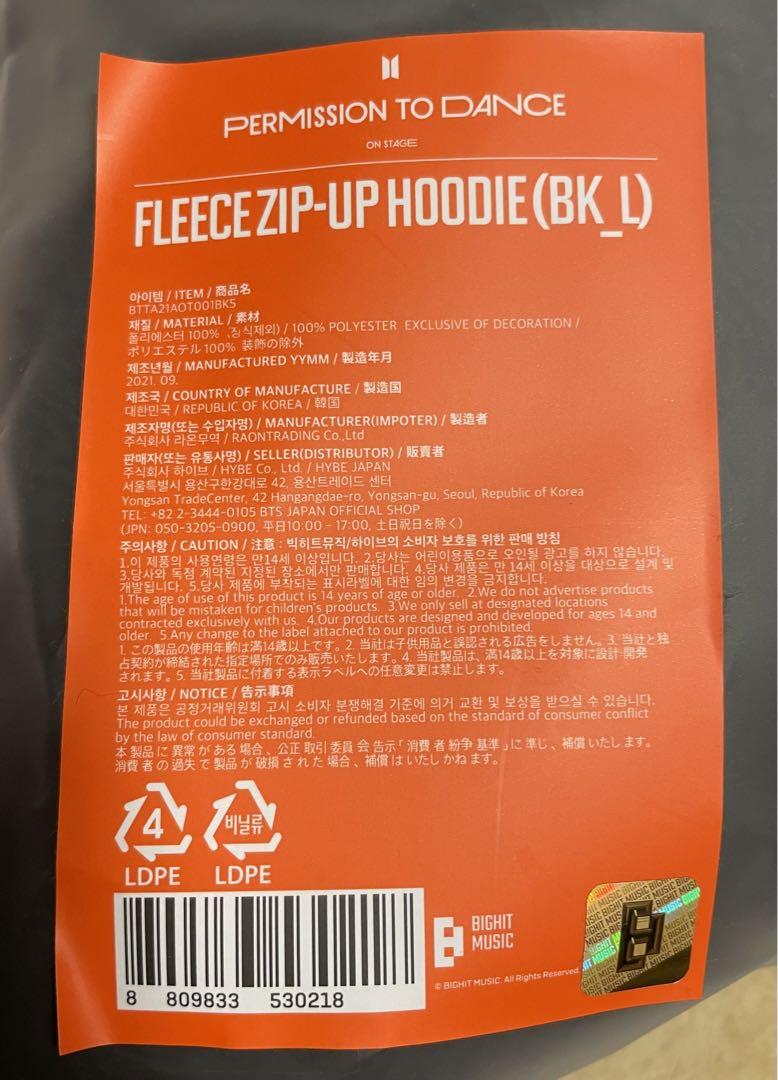 PERMISSION TO DANCE
ON STAGE
FLEECE ZIP-UP HOODIE (BK_L)
아이템 / ITEM / 商品名
BTTA21AOT001BK5
재질 / MATERIAL / 素材
폴리에스터 100% 장식제외) / 100% POLYESTER EXCLUSIVE OF DECORATION /
ポリエステル 100% 装飾の除外
제조년월 / MANUFACTURED YYMM / 製造年月
2021. 09.
제조국 / COUNTRY OF MANUFACTURE / 製造国
대한민국 / REPUBLIC OF KOREA / 韓国
제조자명(또는 수입자명) / MANUFACTURER(IMPOTER) / 製造者
주식회사 라온무역 / RAONTRADING Co.,Ltd
판매자(또는 유통사명) / SELLER(DISTRIBUTOR) / 販賣者
주식회사 하이브 / HYBE Co., Ltd. / HYBE JAPAN
서울특별시 용산구한강대로 42, 용산트레이드 센터
Yongsan TradeCenter, 42 Hangangdae-ro, Yongsan-gu, Seoul, Republic of Korea
TEL: +82 2-3444-0105 BTS JAPAN OFFICIAL SHOP
(JPN: 050-3205-0900, 平日10:00 - 17:00, 土日祝日を除く)
주의사항 / CAUTION / 注意 : 빅히트뮤직/하이브의 소비자 보호를 위한 판매 방침
1.이 제품의 사용연령은 만14세 이상입니다. 2.당사는 어린이용품으로 오인될 광고를 하지 않습니다.
3.당사와 독점 계약된 지정된 장소에서만 판매합니다. 4.당사 제품은 만 14세 이상을 대상으로 설계 및
개발됩니다. 5.당사 제품에 부착되는 표시라벨에 대한 임의 변경을 금지합니다.
1.The age of use of this product is 14 years of age or older. 2.We do not advertise products
that will be mistaken for children's products. 3.We only sell at designated locations
contracted exclusively with us. 4.Our products are designed and developed for ages 14 and
older. 5.Any change to the label attached to our product is prohibited.
1. この製品の使用年齢は満14歳以上です。2. 当社は子供用品と誤認される広告をしません。3. 当社と独
占契約が締結された指定場所でのみ販売いたします。4. 当社製品は、満14歳以上を対象に設計·開発
されます。5. 当社製品に付着する表示ラベルへの任意変更は禁止します。
고시사항 / NOTICE / 告示事項
본 제품은 공정거래위원회 고시 소비자 분쟁해결 기준에 의거 교환 및 보상을 받으실 수 있습니다.
The product could be exchanged or refunded based on the standard of consumer conflict
by the law of consumer standard.
本 製品に 異常 が ある 場合 、公正 取引 委員 会 告示「 消費 者 紛争 基準 」に 準じ 、補償 いたし ます。
消費 者 の 過失 で 製品 が 破損 さ れ た 場合 、補償 は いたし かね ます。
4 비닐류
LDPE LDPE
8 809833 530218
BIGHIT
MUSIC
© BIGHIT MUSIC. All Rights Reserved.
BIGHIT MUSIC